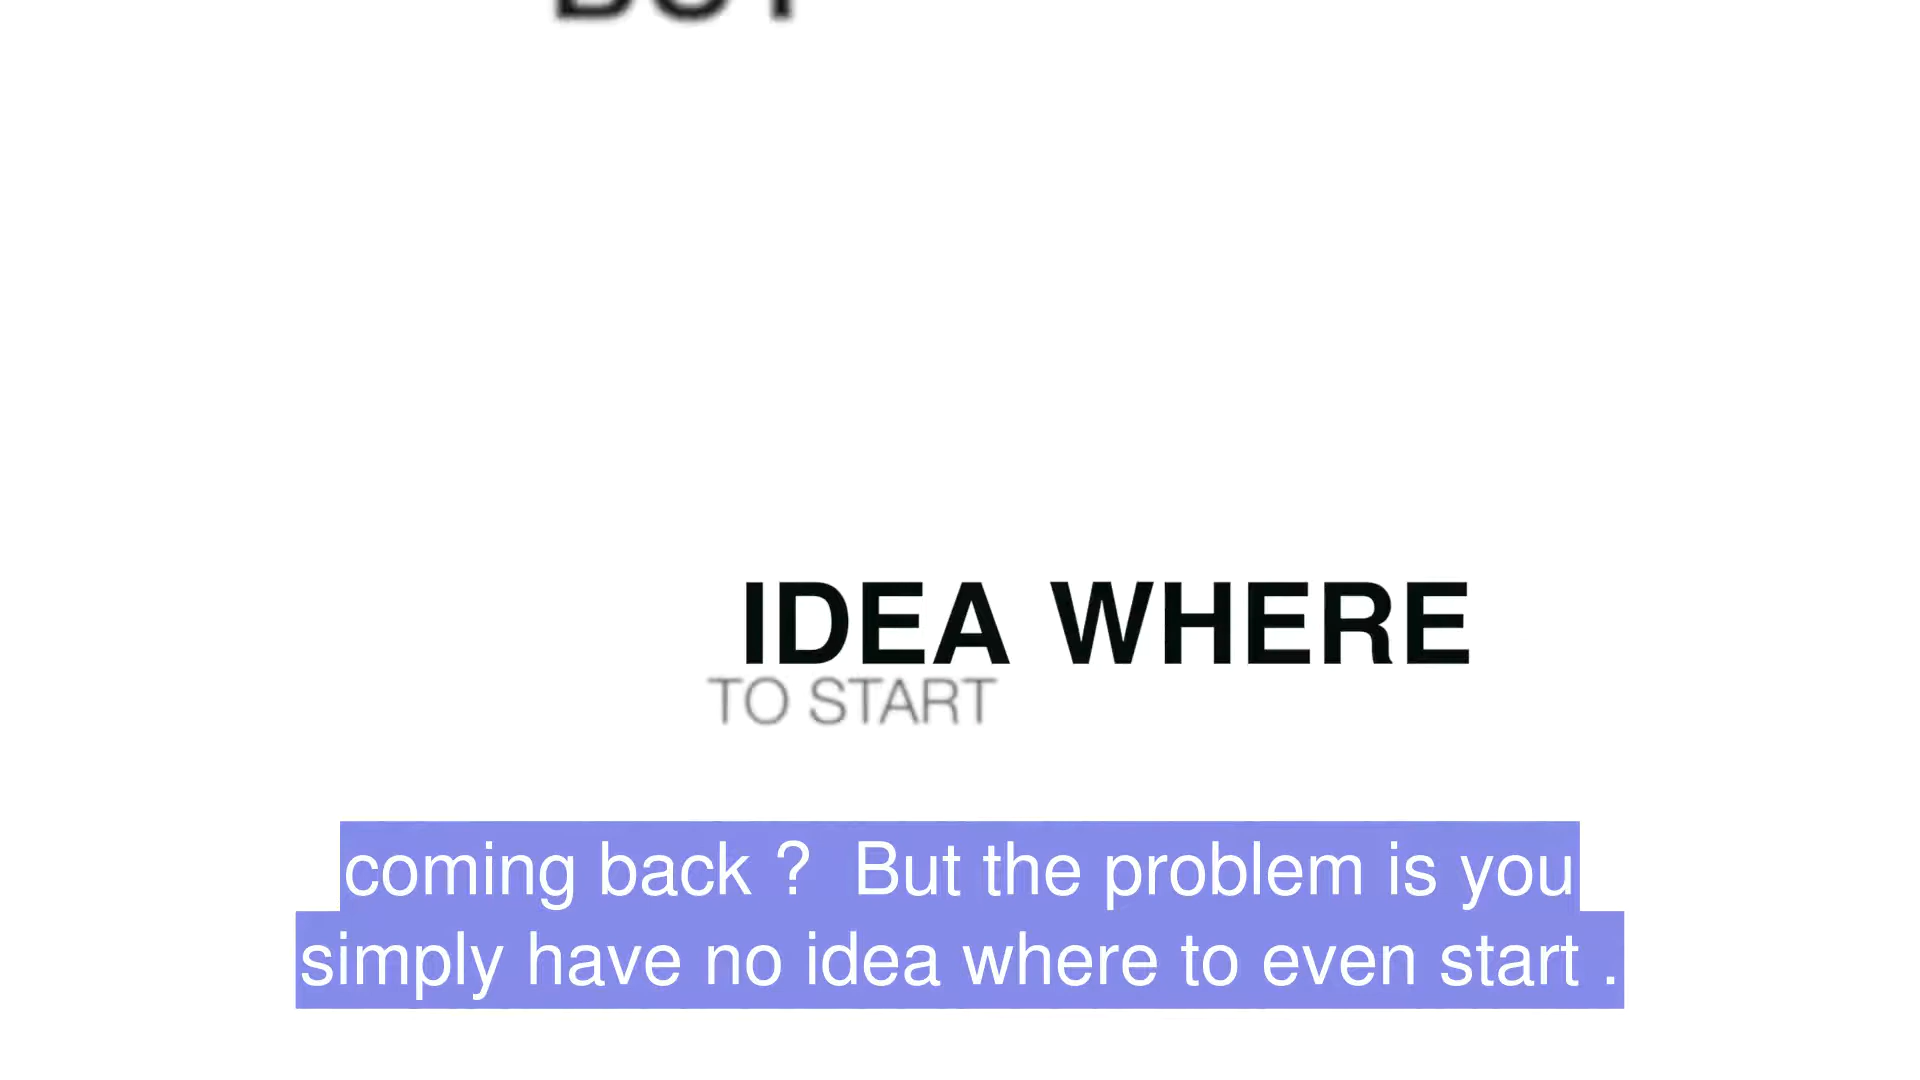 BUT
IDEA WHERE
TO START
coming back ?  But the problem is you
simply have no idea where to even start .